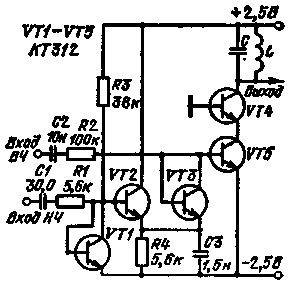 VT1-VT5
КТ312
+2,5В
C
L
Выход
R3
36к
VT4
C2 R2
10н 100к
Вход
ВЧ
C1 R1
30,0 5,6к
Вход НЧ
VT2
VT3
VT5
VT1
R4
5,6к
C3
1,5н
-2,5В